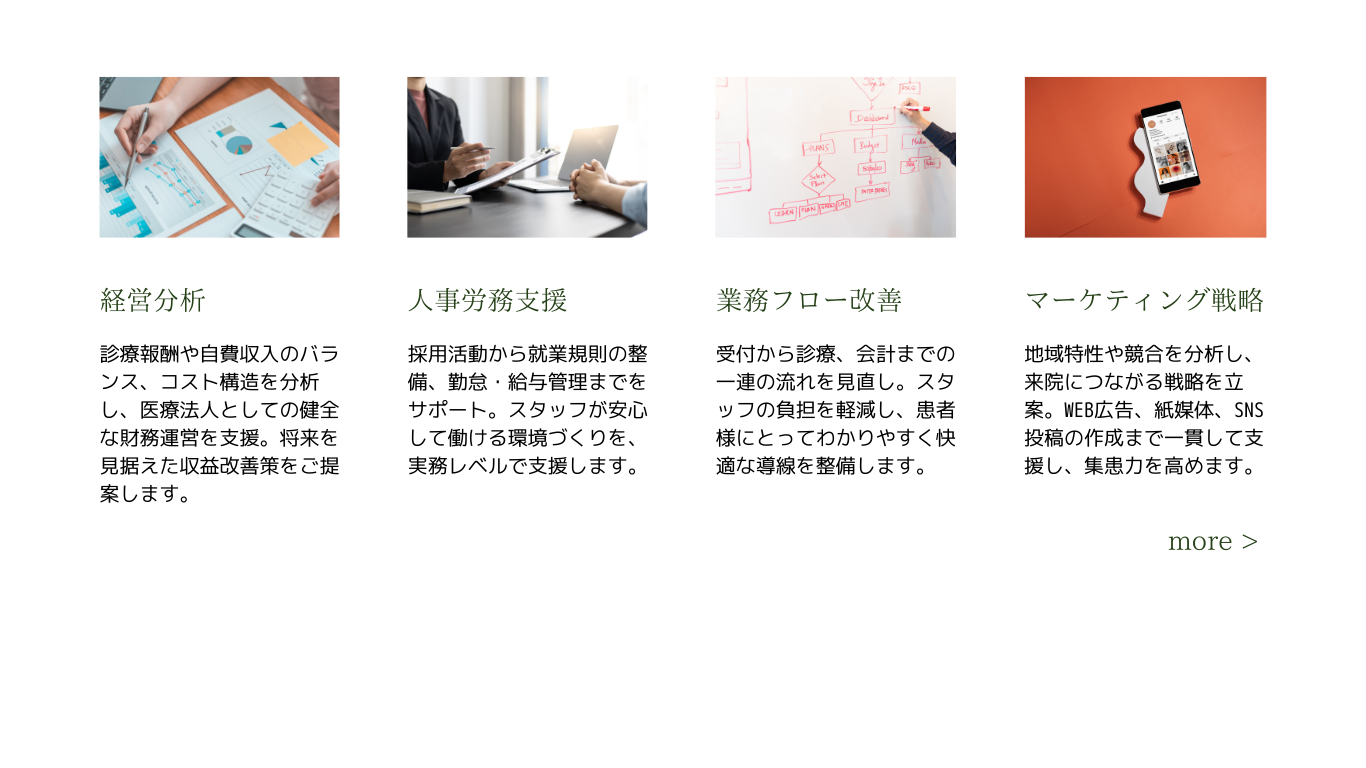 経営分析
診療報酬や自費収入のバラ
ンス、コスト構造を分析
し、医療法人としての健全
な財務運営を支援。将来を
見据えた収益改善策をご提
案します。
人事労務支援
採用活動から就業規則の整
備、勤怠・給与管理までを
サポート。スタッフが安心
して働ける環境づくりを、
実務レベルで支援します。
Sign In
Dashboard
PLANS
Budget
Media
Select
Plan
業務フロー改善
受付から診療、会計までの
一連の流れを見直し。スタ
ッフの負担を軽減し、患者
様にとってわかりやすく快
適な導線を整備します。
マーケティング戦略
地域特性や競合を分析し、
来院につながる戦略を立
案。WEB広告、紙媒体、SNS
投稿の作成まで一貫して支
援し、集患力を高めます。
more >